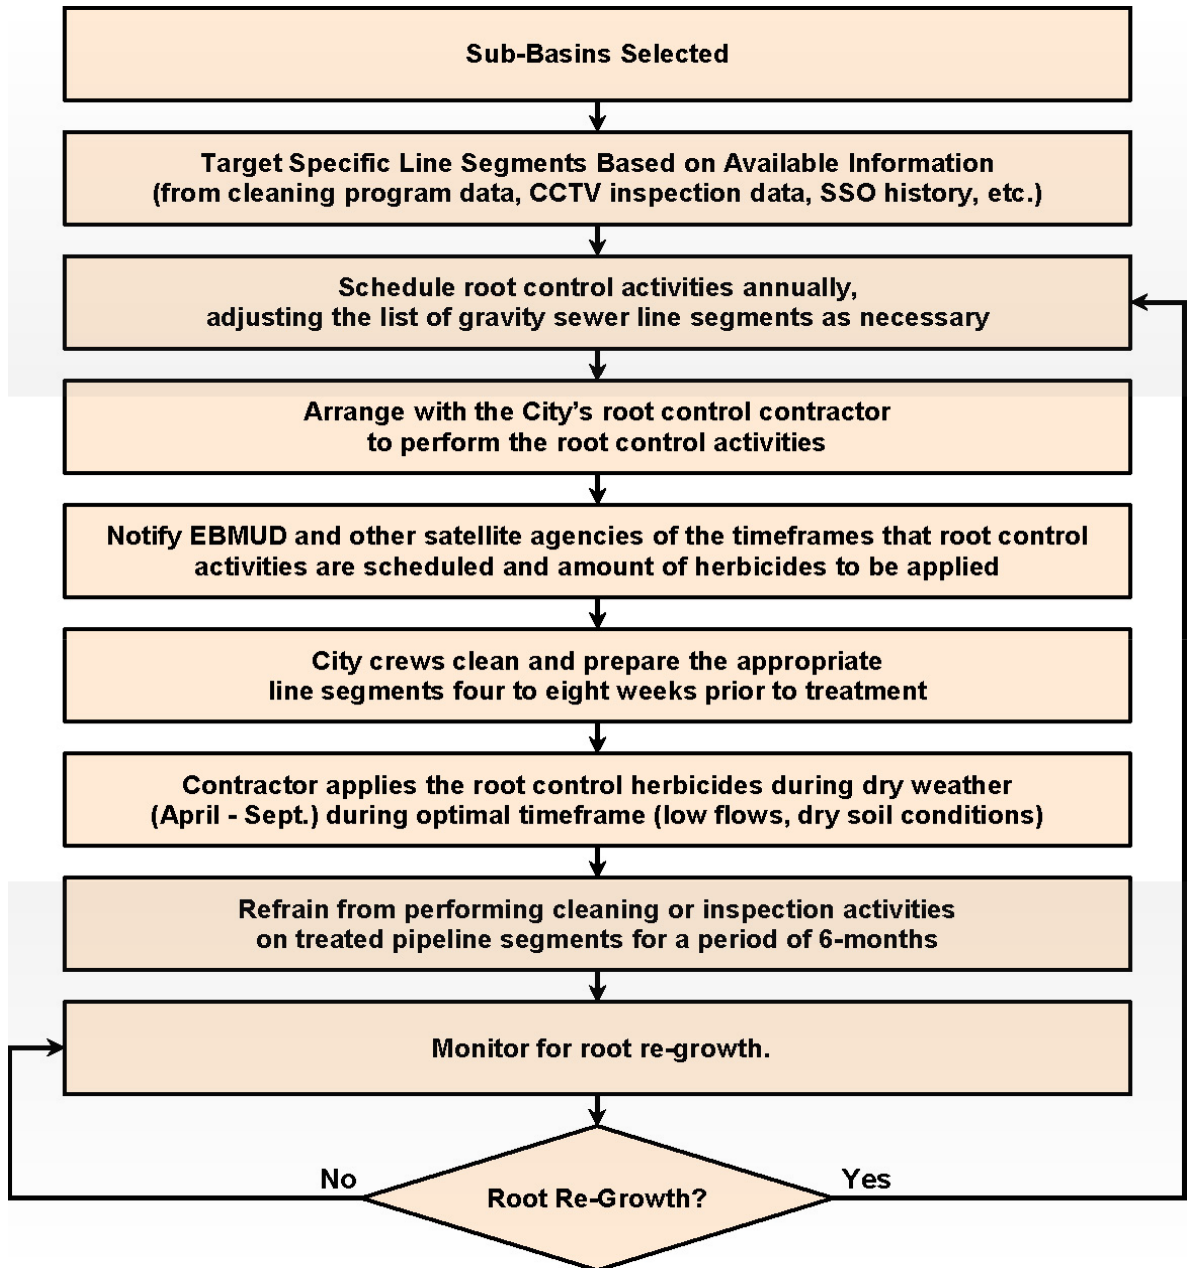 Sub-Basins Selected
Target Specific Line Segments Based on Available Information
(from cleaning program data, CCTV inspection data, SSO history, etc.)
Schedule root control activities annually,
adjusting the list of gravity sewer line segments as necessary
Arrange with the City’s root control contractor
to perform the root control activities
Notify EBMUD and other satellite agencies of the timeframes that root control
activities are scheduled and amount of herbicides to be applied
City crews clean and prepare the appropriate
line segments four to eight weeks prior to treatment
Contractor applies the root control herbicides during dry weather
(April - Sept.) during optimal timeframe (low flows, dry soil conditions)
Refrain from performing cleaning or inspection activities
on treated pipeline segments for a period of 6-months
Monitor for root re-growth.
No
Yes
Root Re-Growth?